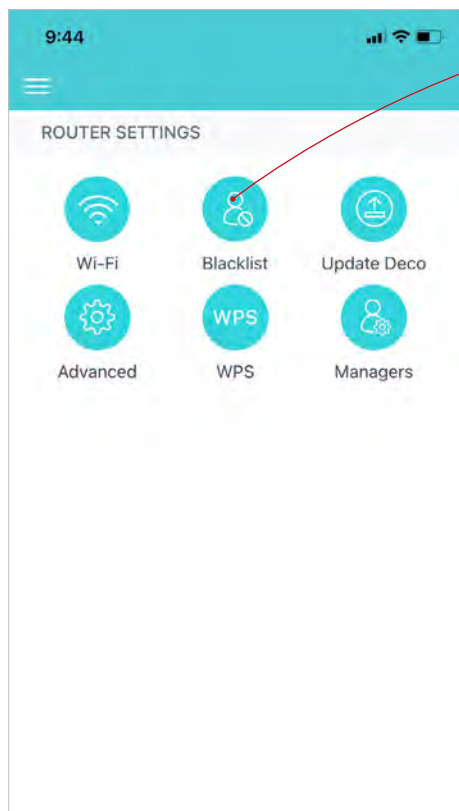 9:44
ROUTER SETTINGS
Wi-Fi Blacklist Update Deco
WPS
Advanced WPS Managers